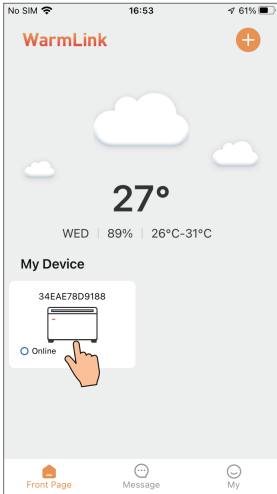 No SIM 16:53 61%
WarmLink
27°
WED | 89% | 26°C-31°C
My Device
34EAE78D9188
Online
Front Page Message My